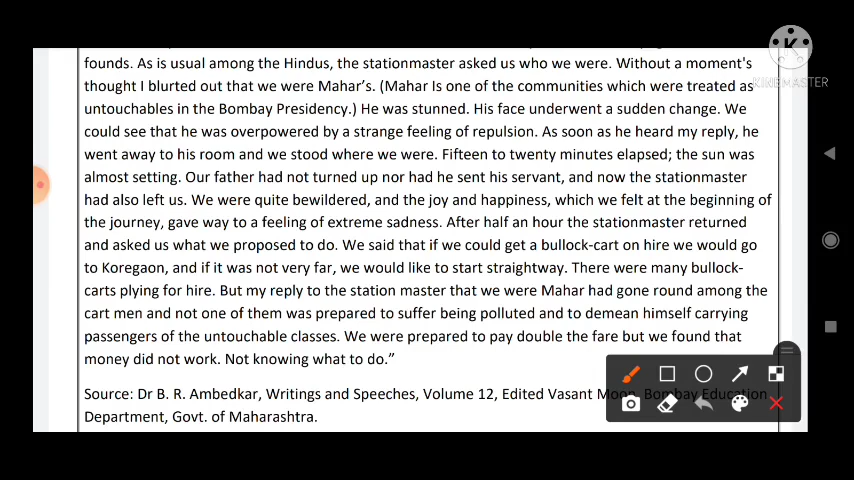 founds. As is usual among the Hindus, the stationmaster asked us who we were. Without a moment's
thought I blurted out that we were Mahar's. (Mahar Is one of the communities which were treated as
untouchables in the Bombay Presidency.) He was stunned. His face underwent a sudden change. We
could see that he was overpowered by a strange feeling of repulsion. As soon as he heard my reply, he
went away to his room and we stood where we were. Fifteen to twenty minutes elapsed; the sun was
almost setting. Our father had not turned up nor had he sent his servant, and now the stationmaster
had also left us. We were quite bewildered, and the joy and happiness, which we felt at the beginning of
the journey, gave way to a feeling of extreme sadness. After half an hour the stationmaster returned
and asked us what we proposed to do. We said that if we could get a bullock-cart on hire we would go
to Koregaon, and if it was not very far, we would like to start straightway. There were many bullock-
carts plying for hire. But my reply to the station master that we were Mahar had gone round among the
cart men and not one of them was prepared to suffer being polluted and to demean himself carrying
passengers of the untouchable classes. We were prepared to pay double the fare but we found that
money did not work. Not knowing what to do."
Source: Dr B. R. Ambedkar, Writings and Speeches, Volume 12, Edited Vasant Moon, Bombay Education
Department, Govt. of Maharashtra.
K
KINEMASTER